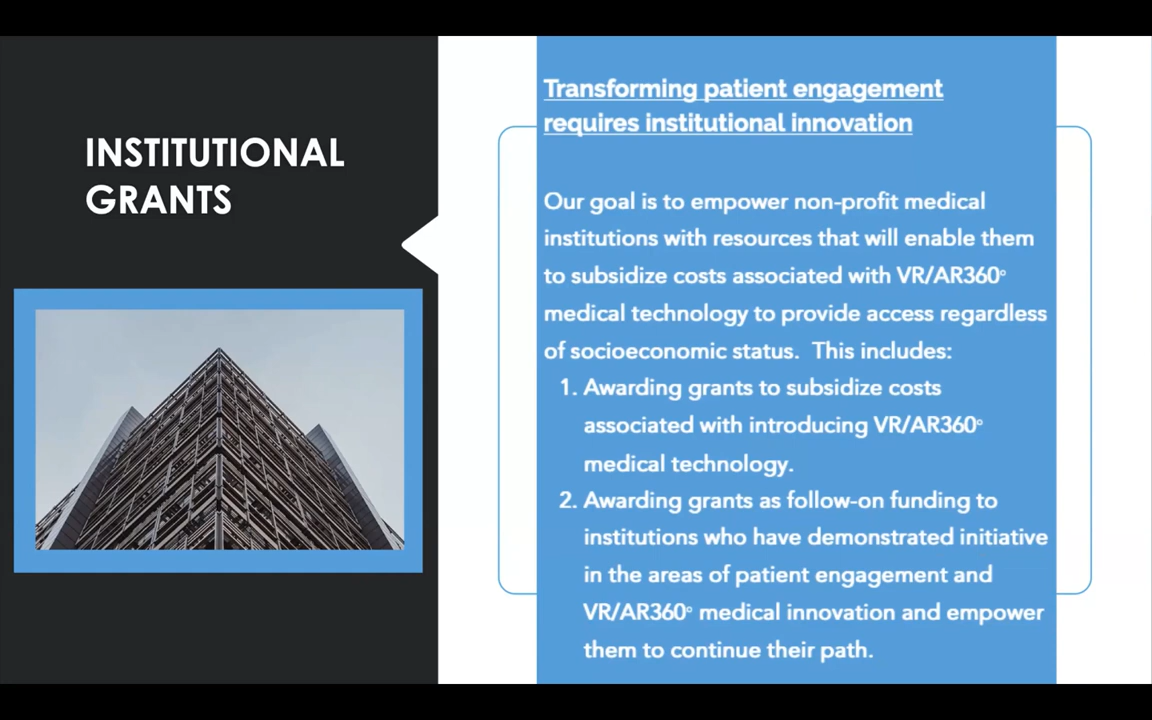 INSTITUTIONAL
GRANTS
Transforming patient engagement
requires institutional innovation
Our goal is to empower non-profit medical
institutions with resources that will enable them
to subsidize costs associated with VR/AR360°
medical technology to provide access regardless
of socioeconomic status.  This includes:
1. Awarding grants to subsidize costs
associated with introducing VR/AR360°
medical technology.
2. Awarding grants as follow-on funding to
institutions who have demonstrated initiative
in the areas of patient engagement and
VR/AR360° medical innovation and empower
them to continue their path.